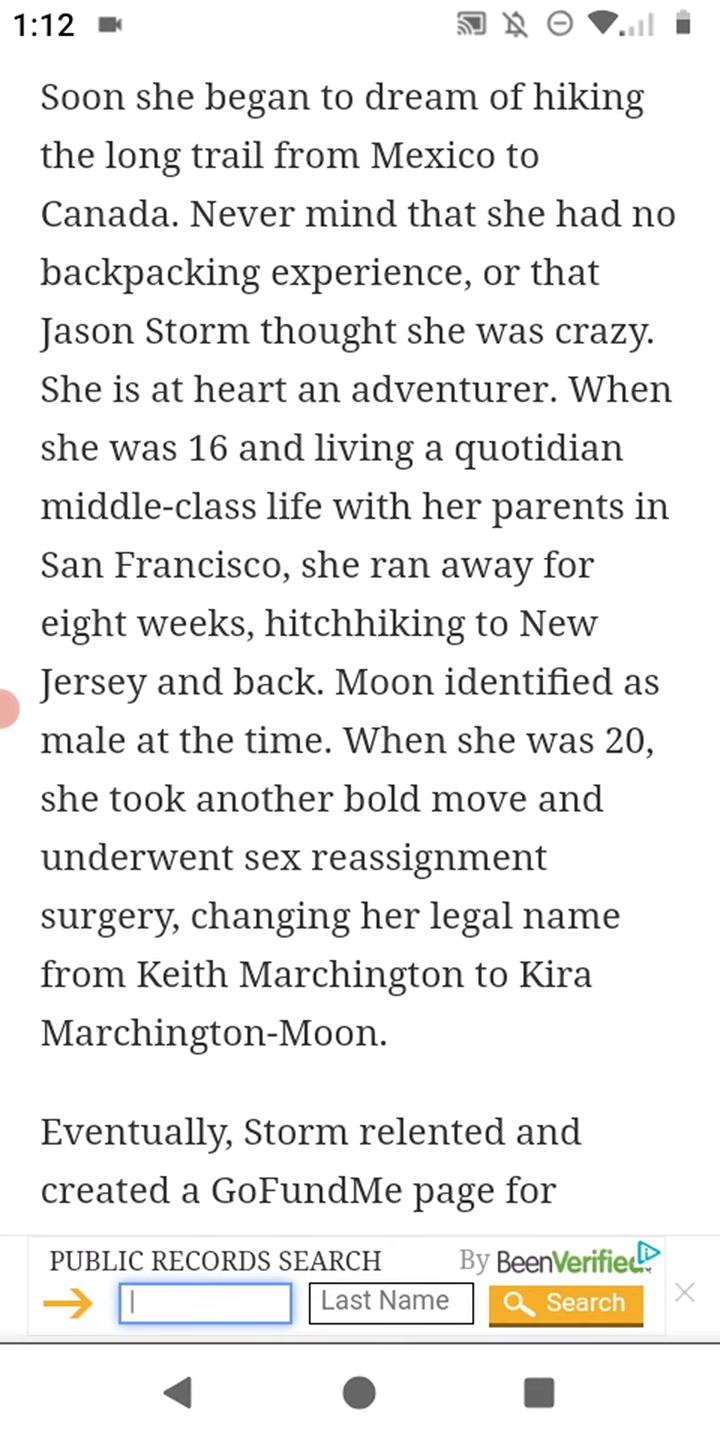 1:12
Soon she began to dream of hiking
the long trail from Mexico to
Canada. Never mind that she had no
backpacking experience, or that
Jason Storm thought she was crazy.
She is at heart an adventurer. When
she was 16 and living a quotidian
middle-class life with her parents in
San Francisco, she ran away for
eight weeks, hitchhiking to New
Jersey and back. Moon identified as
male at the time. When she was 20,
she took another bold move and
underwent sex reassignment
surgery, changing her legal name
from Keith Marchington to Kira
Marchington-Moon.
Eventually, Storm relented and
created a GoFundMe page for
PUBLIC RECORDS SEARCH By BeenVerified
Last Name Search